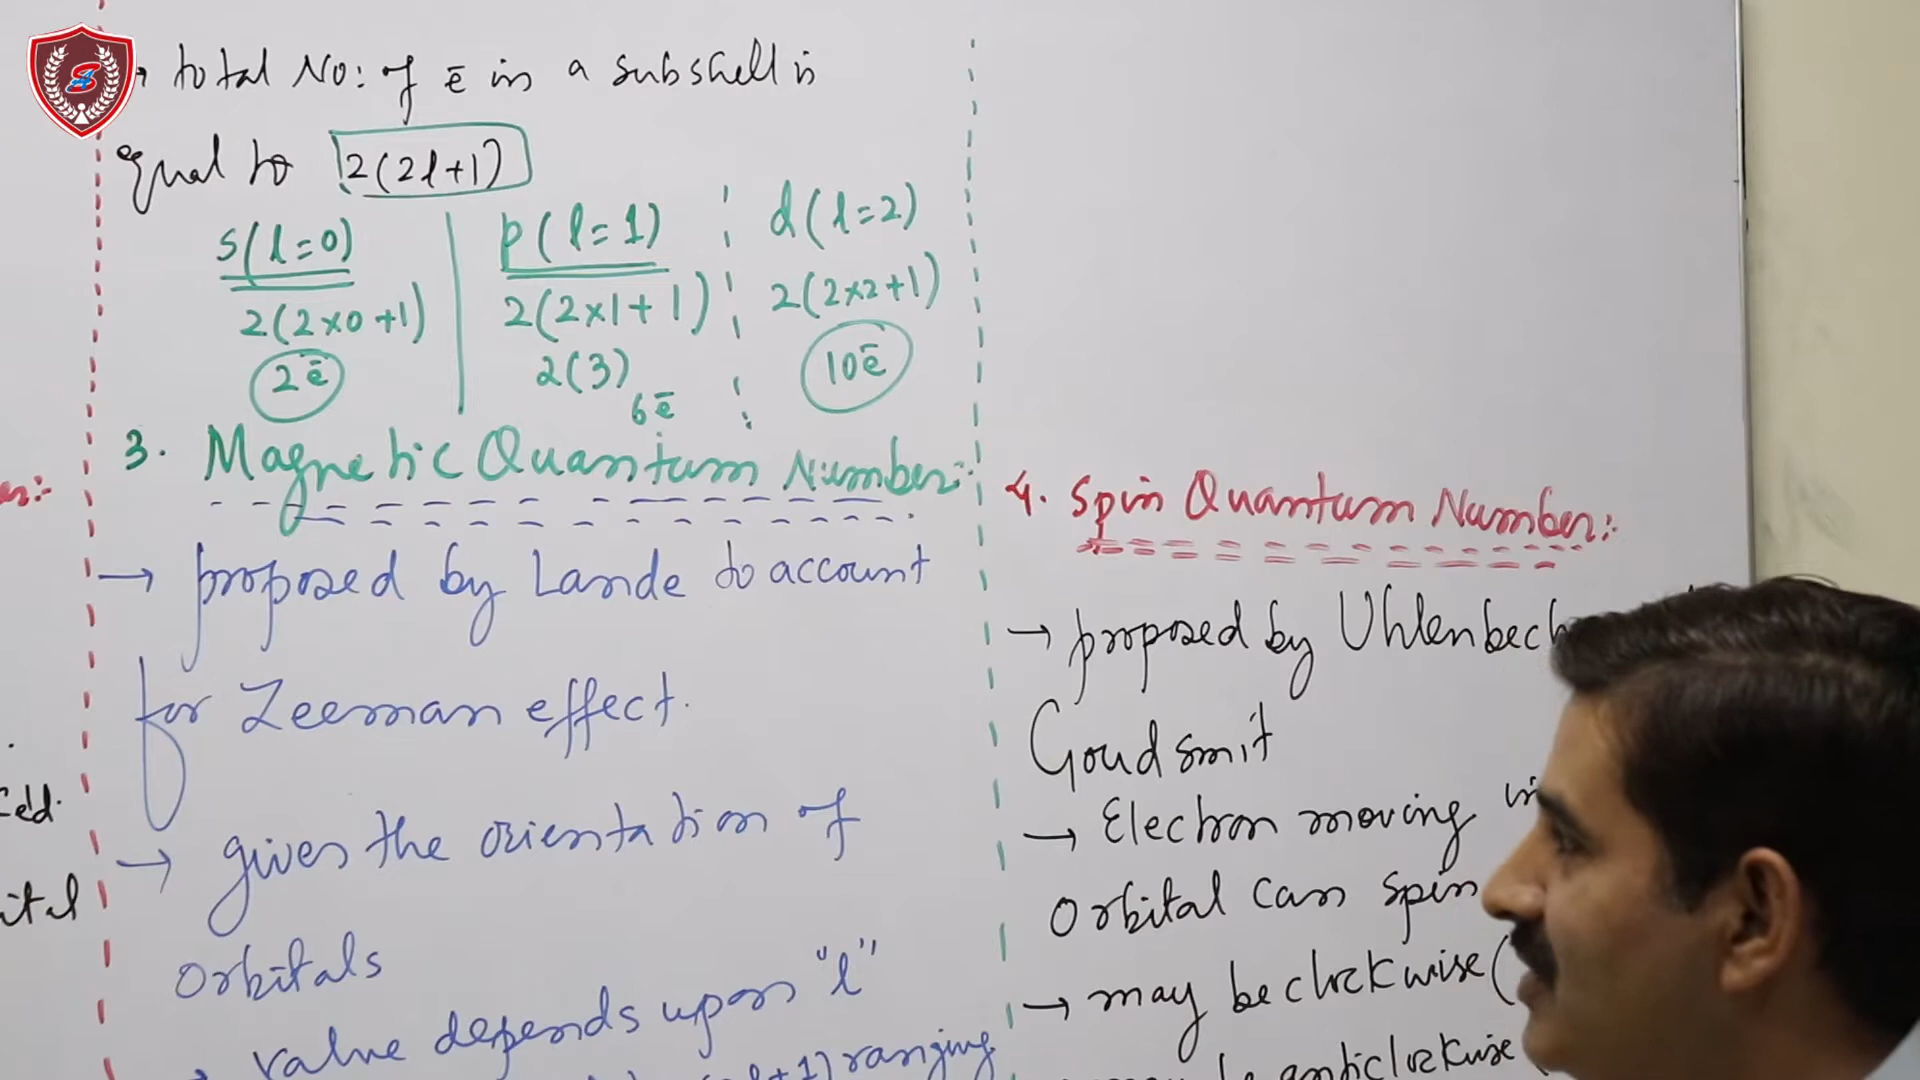 total No: of ē in a subshell is
equal to 2(2l+1)
s(l=0)
2(2×0+1)
2ē
p(l=1)
2(2×1+1)
2(3)
6ē
d(l=2)
2(2×2+1)
10ē
3. Magnetic Quantum Number:-
→ proposed by Lande to account
for Zeeman effect.
→ gives the orientation of
orbitals
value depends upon "l"
ranging
4. Spin Quantum Number:-
→ proposed by Uhlenbeck
Goudsmit
→ Electron moving in
Orbital can spin
→ may be clockwise(
anticlockwise